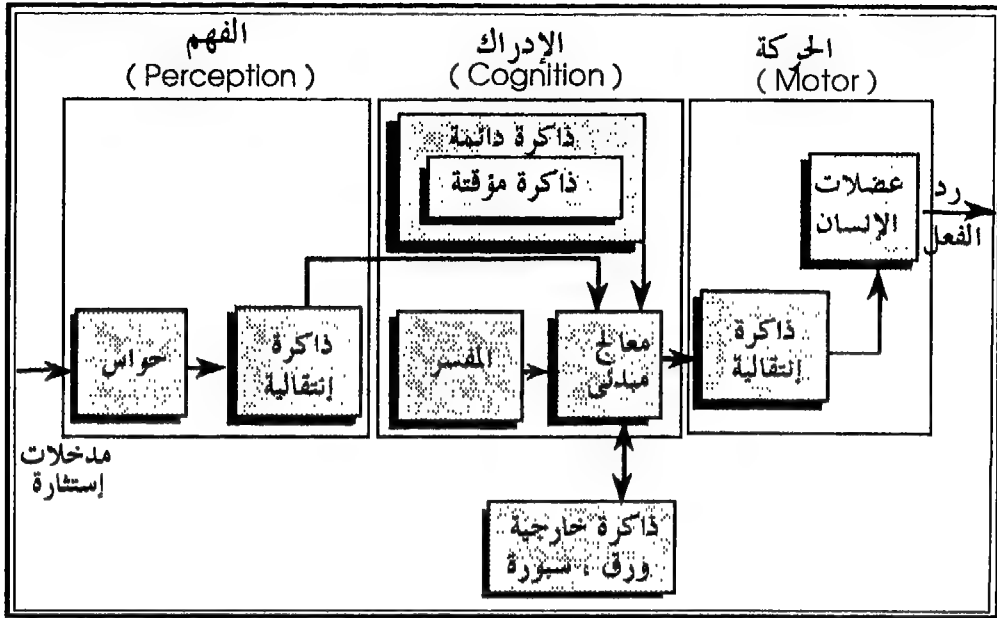 الفهم
(Perception)
الإدراك
(Cognition)
الحركة
(Motor)
ذاكرة دائمة
ذاكرة مؤقتة
عضلات
الإنسان
رد
الفعل
حواس
ذاكرة
إنتقالية
المفسر
معالج
مبدئى
ذاكرة
إنتقالية
مدخلات
إستثارة
ذاكرة خارجية
ورق ، سبورة